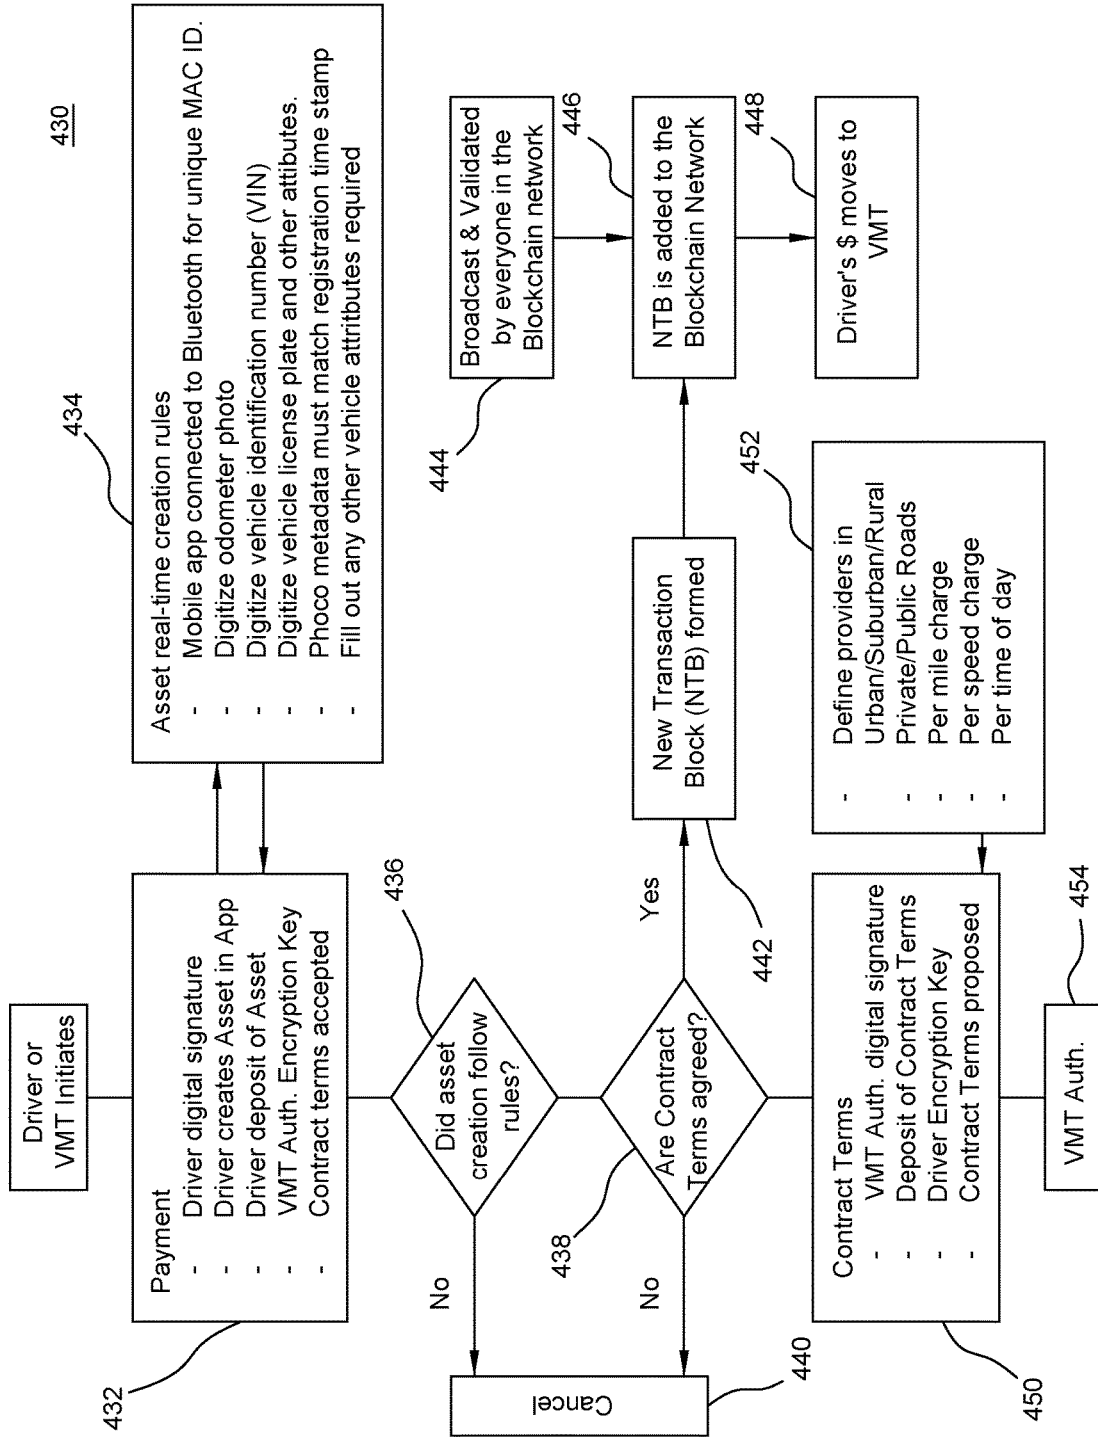 430
Driver or
VMT Initiates
432
Payment
- Driver digital signature
- Driver creates Asset in App
- Driver deposit of Asset
- VMT Auth. Encryption Key
- Contract terms accepted
434
Asset real-time creation rules
- Mobile app connected to Bluetooth for unique MAC ID.
- Digitize odometer photo
- Digitize vehicle identification number (VIN)
- Digitize vehicle license plate and other attibutes.
- Phoco metadata must match registration time stamp
- Fill out any other vehicle attritbutes required
436
Did asset
creation follow
rules?
No
Cancel
440
438
Are Contract
Terms agreed?
No
Yes
442
New Transaction
Block (NTB) formed
444
Broadcast & Validated
by everyone in the
Blockchain network
446
NTB is added to the
Blockchain Network
448
Driver's $ moves to
VMT
450
Contract Terms
- VMT Auth. digital signature
- Deposit of Contract Terms
- Driver Encryption Key
- Contract Terms proposed
452
- Define providers in
Urban/Suburban/Rural
- Private/Public Roads
- Per mile charge
- Per speed charge
- Per time of day
454
VMT Auth.